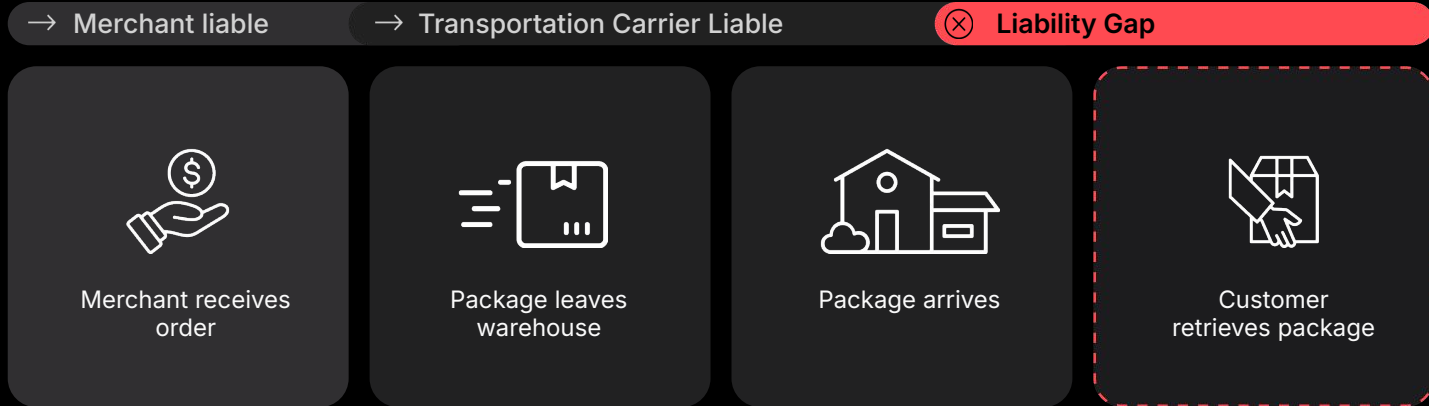 → Merchant liable
→ Transportation Carrier Liable
Liability Gap
$
Merchant receives
order
Package leaves
warehouse
Package arrives
Customer
retrieves package